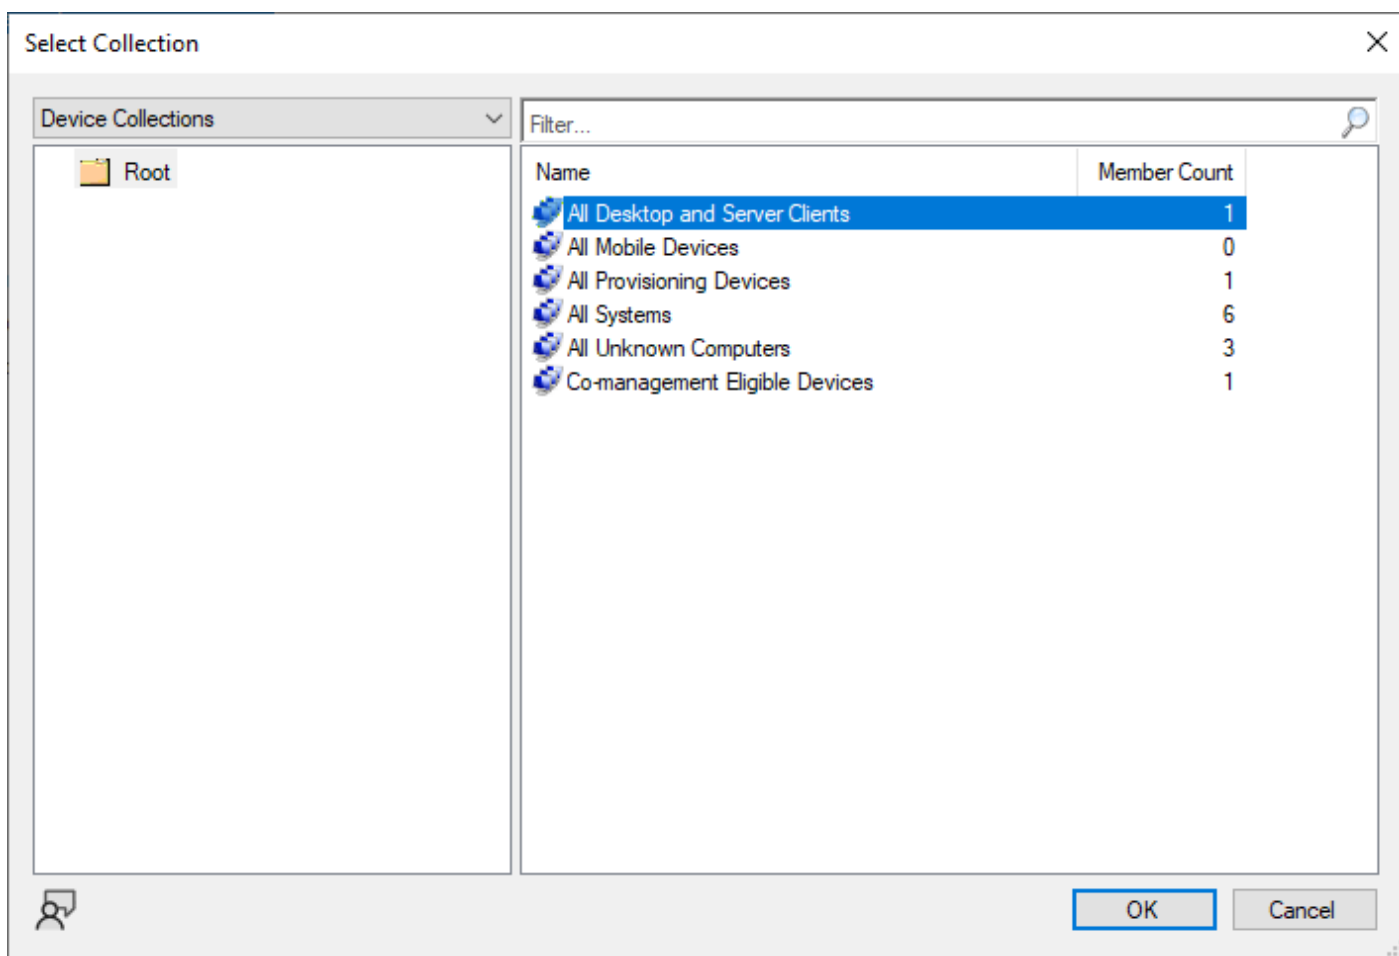 Select Collection
Device Collections
Filter...
Root
Name Member Count
All Desktop and Server Clients 1
All Mobile Devices 0
All Provisioning Devices 1
All Systems 6
All Unknown Computers 3
Co-management Eligible Devices 1
OK Cancel